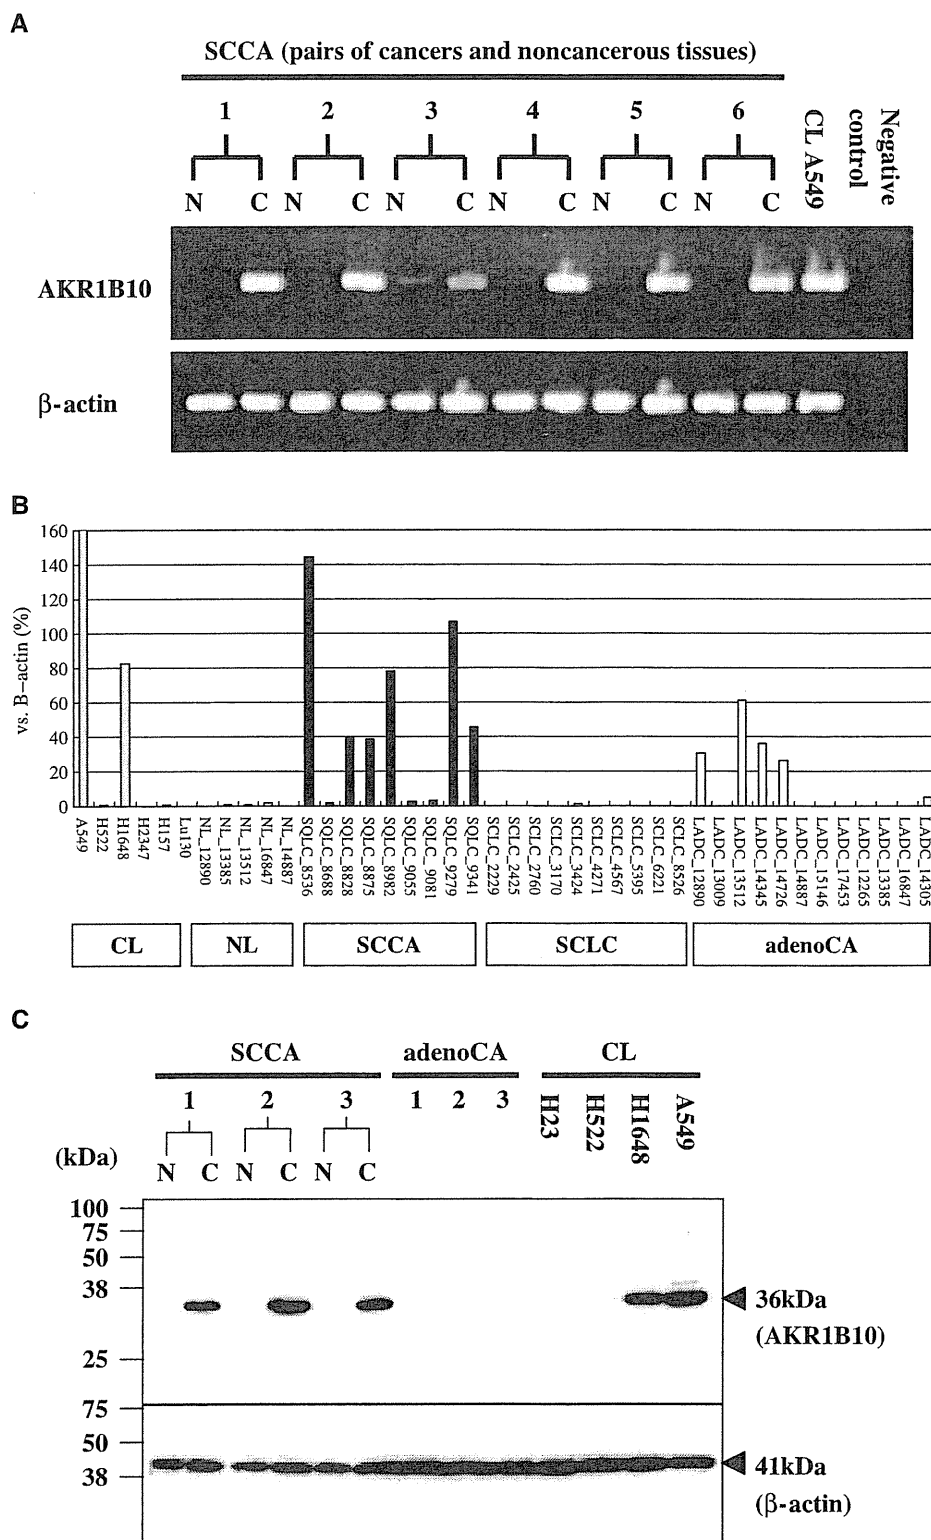 A
SCCA (pairs of cancers and noncancerous tissues)
1 2 3 4 5 6
N C N C N C N C N C N C CL A549 Negative control
AKR1B10
β-actin
B
vs. B-actin (%)
160
140
120
100
80
60
40
20
0
A549
H522
H1648
H2347
H157
Lu130
NL_12890
NL_13385
NL_13512
NL_16847
NL_14887
SQLC_8536
SQLC_8688
SQLC_8828
SQLC_8875
SQLC_8982
SQLC_9055
SQLC_9081
SQLC_9279
SQLC_9341
SCLC_2229
SCLC_2425
SCLC_2760
SCLC_3170
SCLC_3424
SCLC_4271
SCLC_4567
SCLC_5395
SCLC_6221
SCLC_8526
LADC_12890
LADC_13009
LADC_13512
LADC_14345
LADC_14726
LADC_14887
LADC_15146
LADC_17453
LADC_12265
LADC_13385
LADC_16847
LADC_14305
CL NL SCCA SCLC adenoCA
C
SCCA adenoCA CL
1 2 3 1 2 3 H23 H522 H1648 A549
(kDa) N C N C N C
100
75
50
38
25
36kDa
(AKR1B10)
75
50
38
41kDa
(β-actin)